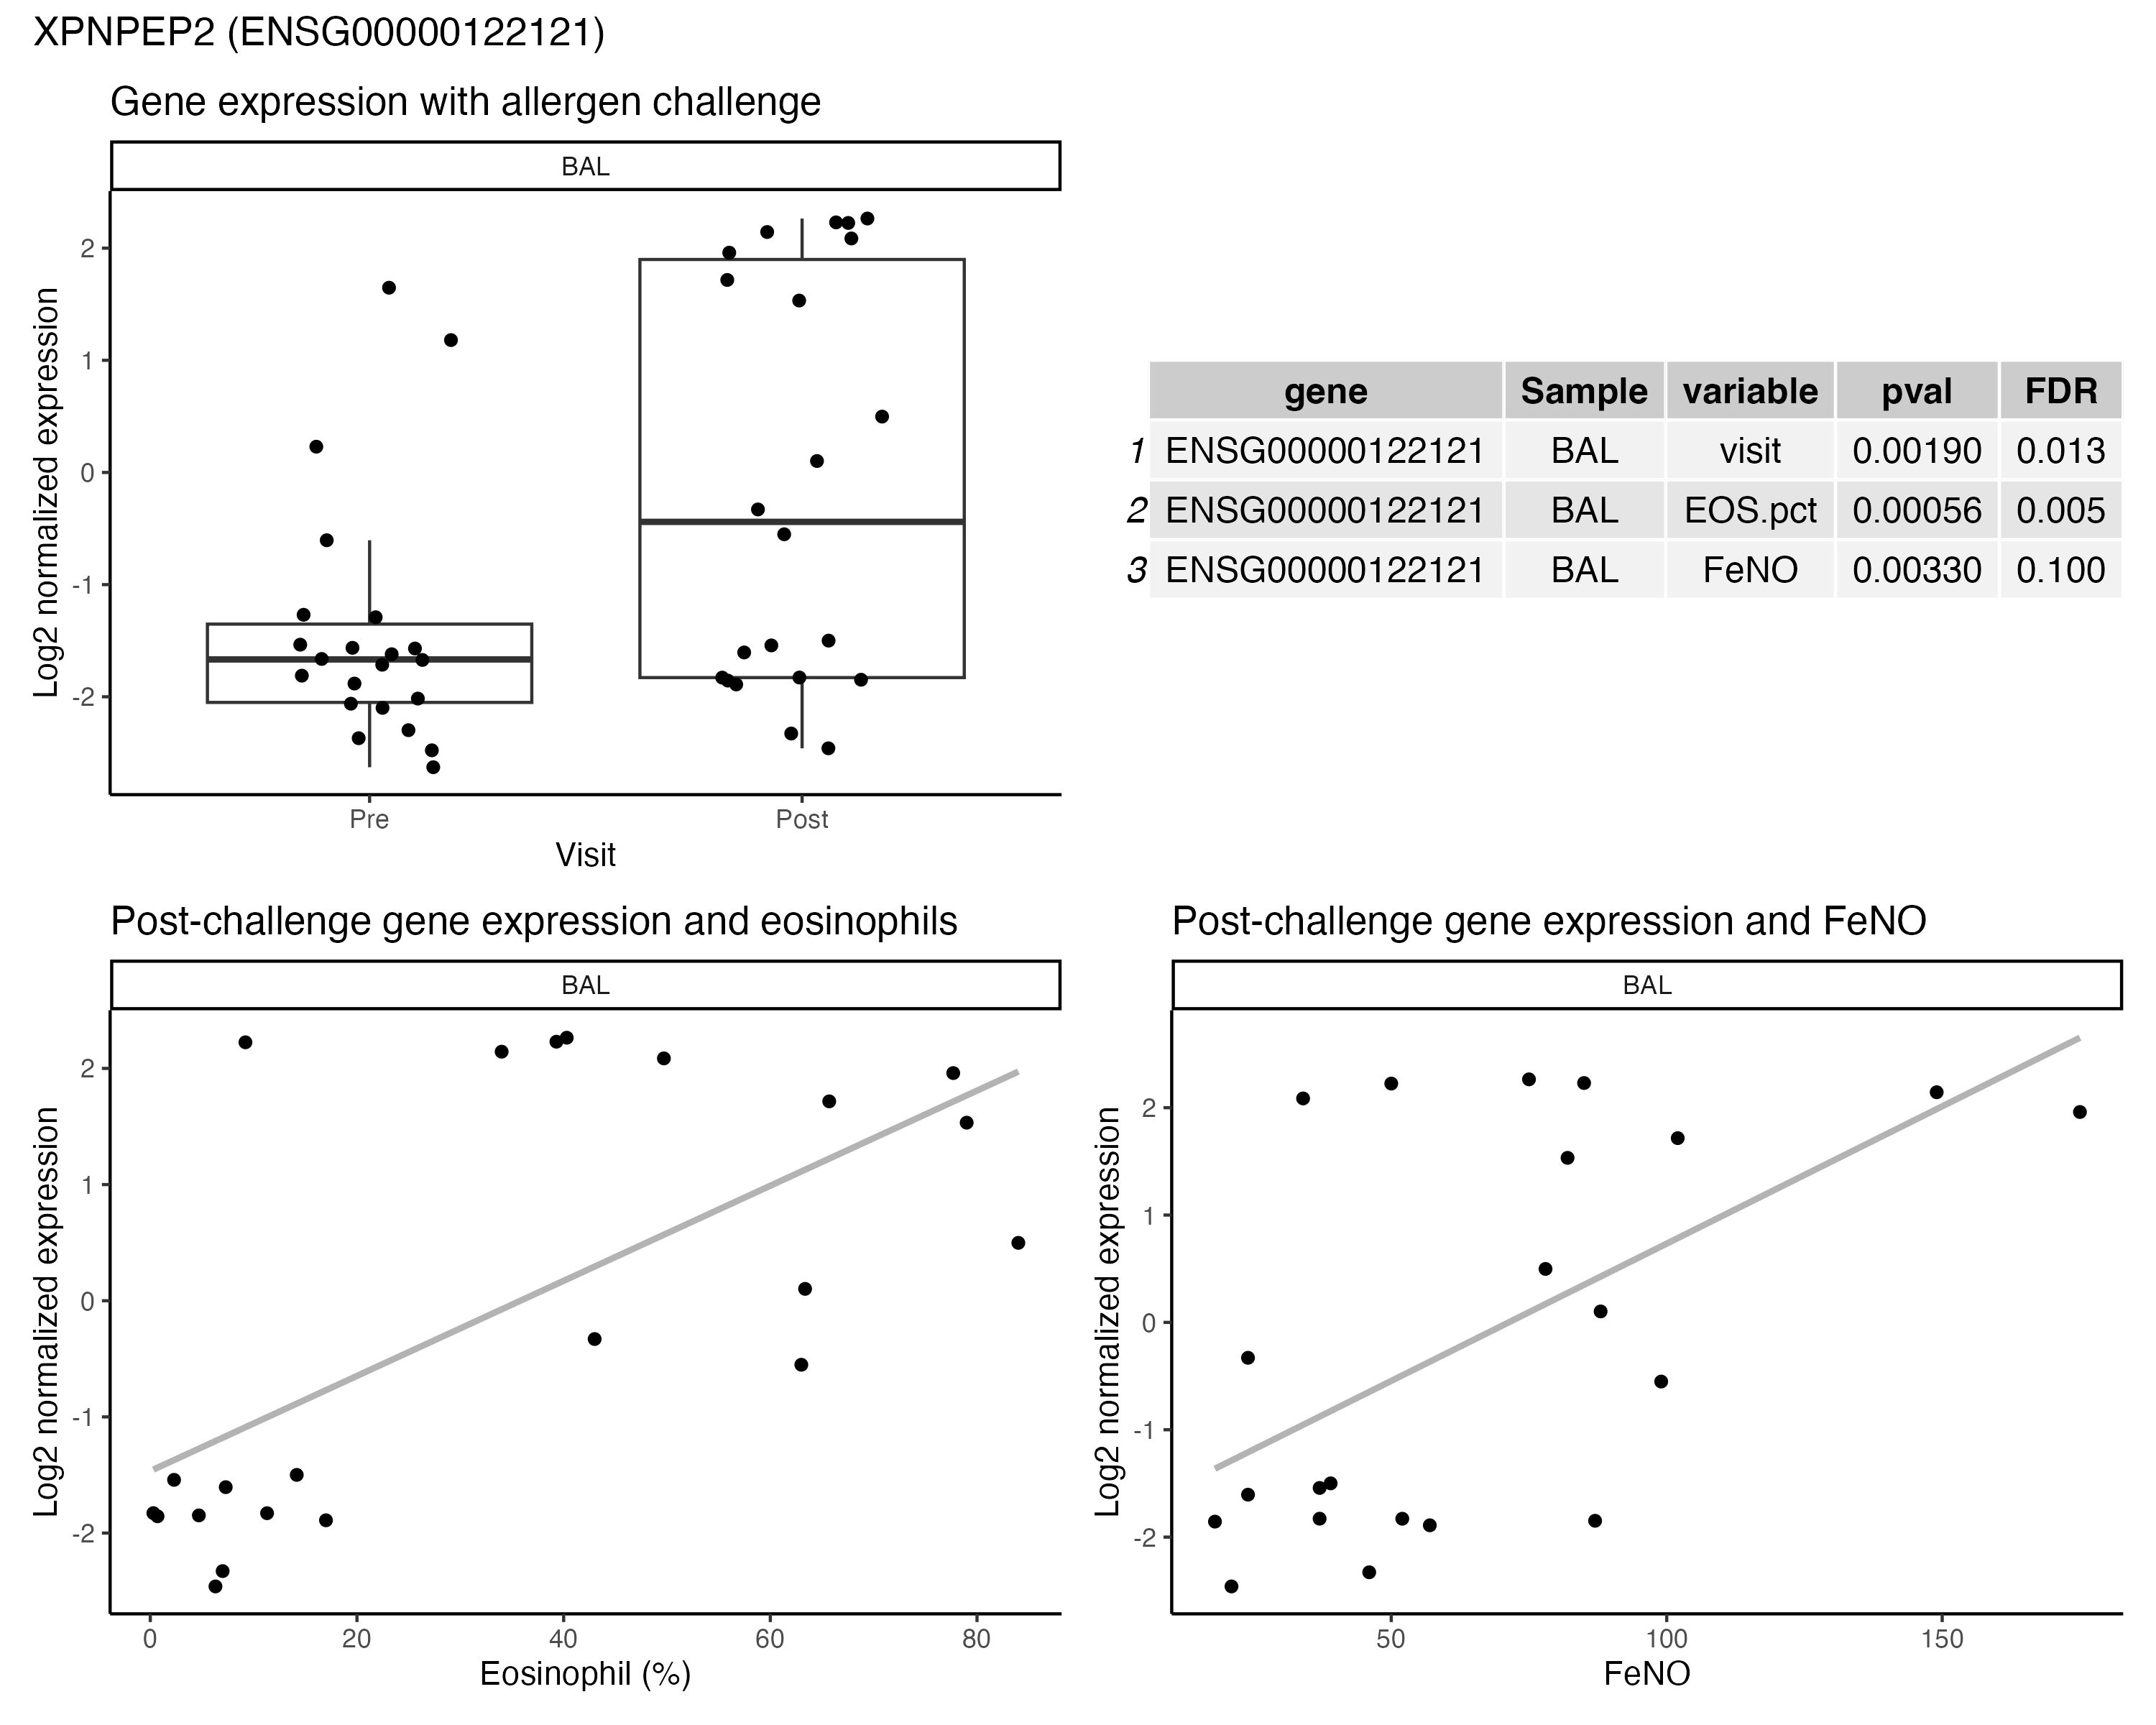 XPNPEP2 (ENSG00000122121)
Gene expression with allergen challenge
BAL
Log2 normalized expression
2
1
0
-1
-2
Pre Post
Visit
gene Sample variable pval FDR
1 ENSG00000122121 BAL visit 0.00190 0.013
2 ENSG00000122121 BAL EOS.pct 0.00056 0.005
3 ENSG00000122121 BAL FeNO 0.00330 0.100
Post-challenge gene expression and eosinophils
BAL
Log2 normalized expression
2
1
0
-1
-2
0 20 40 60 80
Eosinophil (%)
Post-challenge gene expression and FeNO
BAL
Log2 normalized expression
2
1
0
-1
-2
50 100 150
FeNO